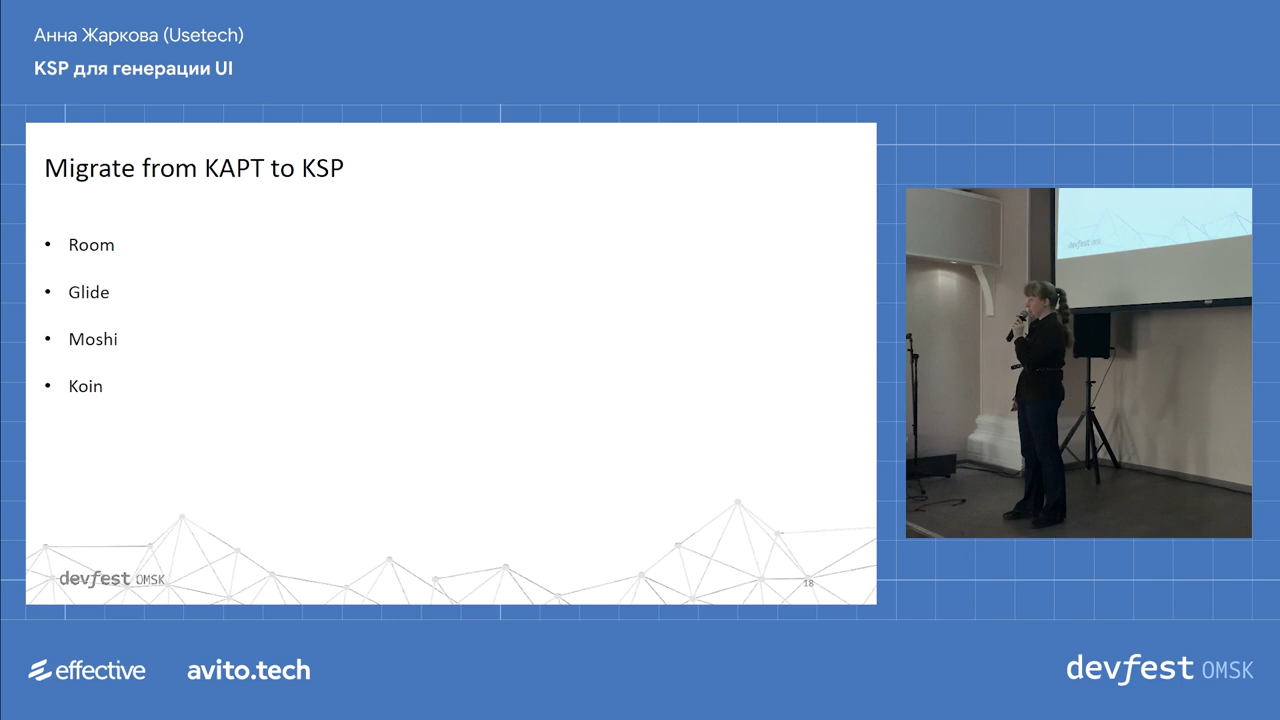 Анна Жаркова (Usetech)
KSP для генерации UI
Migrate from KAPT to KSP
• Room
• Glide
• Moshi
• Koin
devfest OMSK
18
effective
avito.tech
devfest OMSK